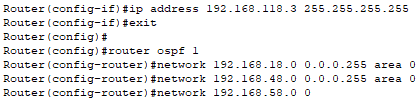 Router(config-if)#ip address 192.168.118.3 255.255.255.255
Router(config-if)#exit
Router(config)#
Router(config)#router ospf 1
Router(config-router)#network 192.168.18.0 0.0.0.255 area 0
Router(config-router)#network 192.168.48.0 0.0.0.255 area 0
Router(config-router)#network 192.168.58.0 0